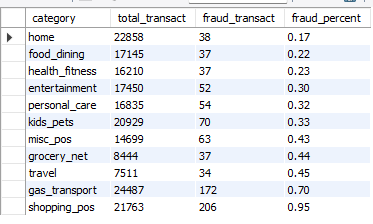 category total_transact fraud_transact fraud_percent
home 22858 38 0.17
food_dining 17145 37 0.22
health_fitness 16210 37 0.23
entertainment 17450 52 0.30
personal_care 16835 54 0.32
kids_pets 20929 70 0.33
misc_pos 14699 63 0.43
grocery_net 8444 37 0.44
travel 7511 34 0.45
gas_transport 24487 172 0.70
shopping_pos 21763 206 0.95